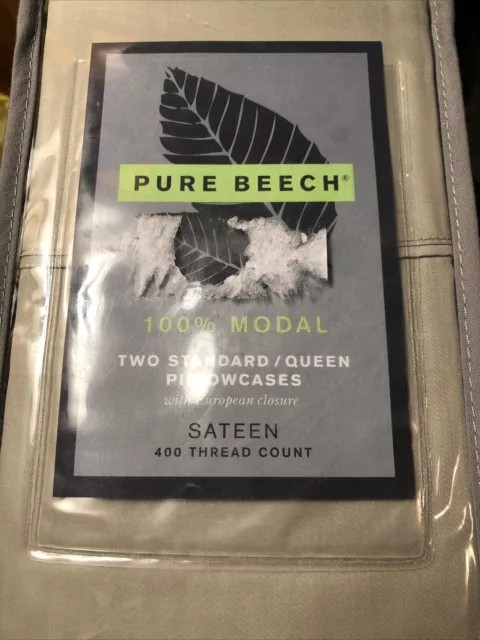 PURE BEECH®
100% MODAL
TWO STANDARD/QUEEN
PILLOWCASES
with European closure
SATEEN
400 THREAD COUNT